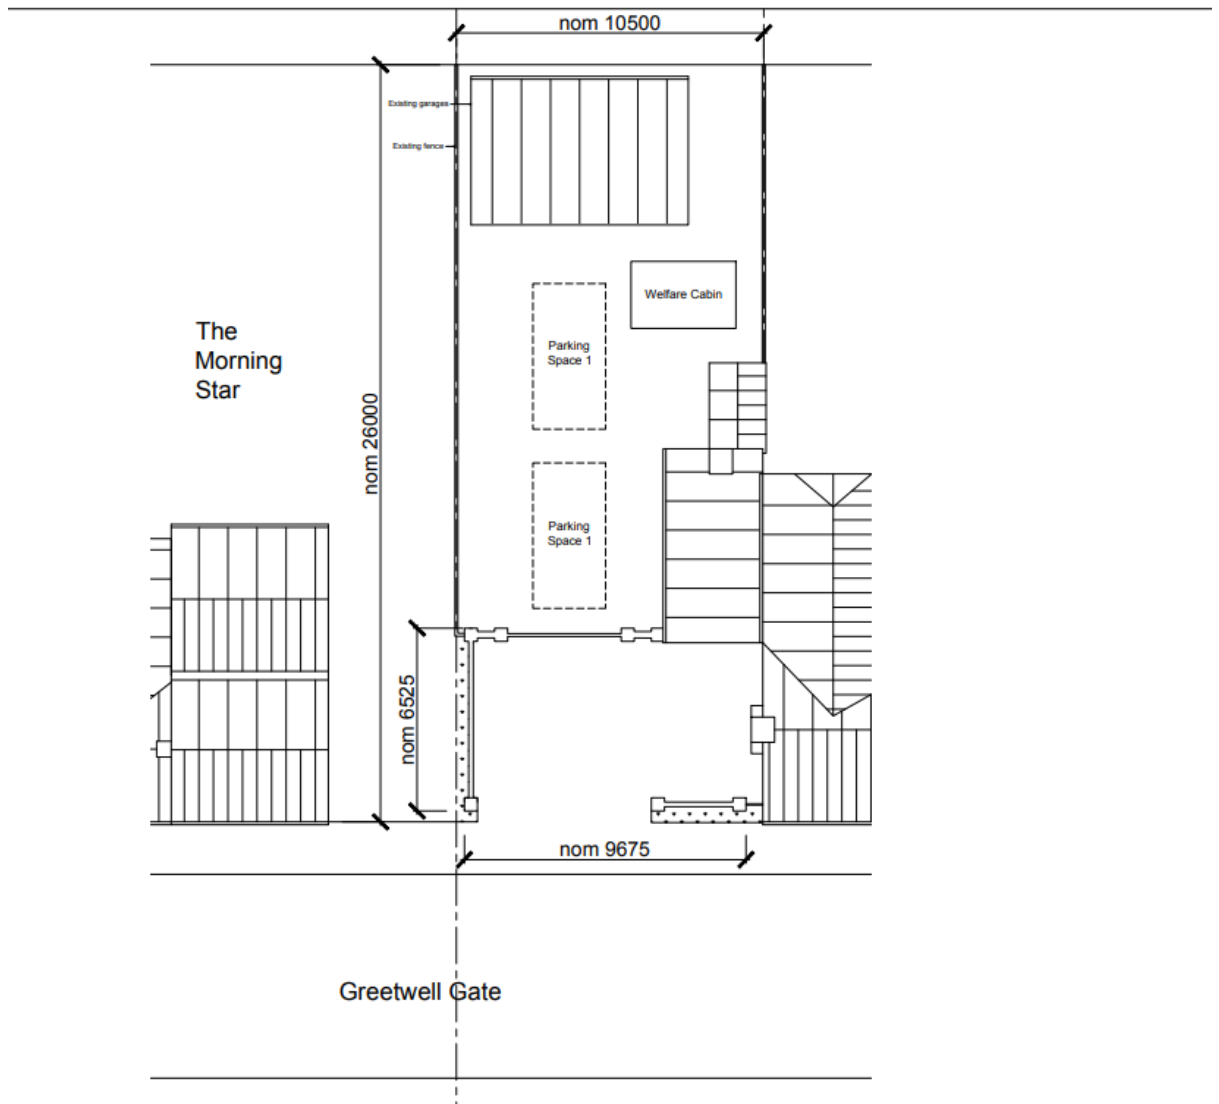 nom 10500
Existing garages
Existing fence
Welfare Cabin
The
Morning
Star
Parking
Space 1
nom 26000
Parking
Space 1
nom 6525
nom 9675
Greetwell Gate